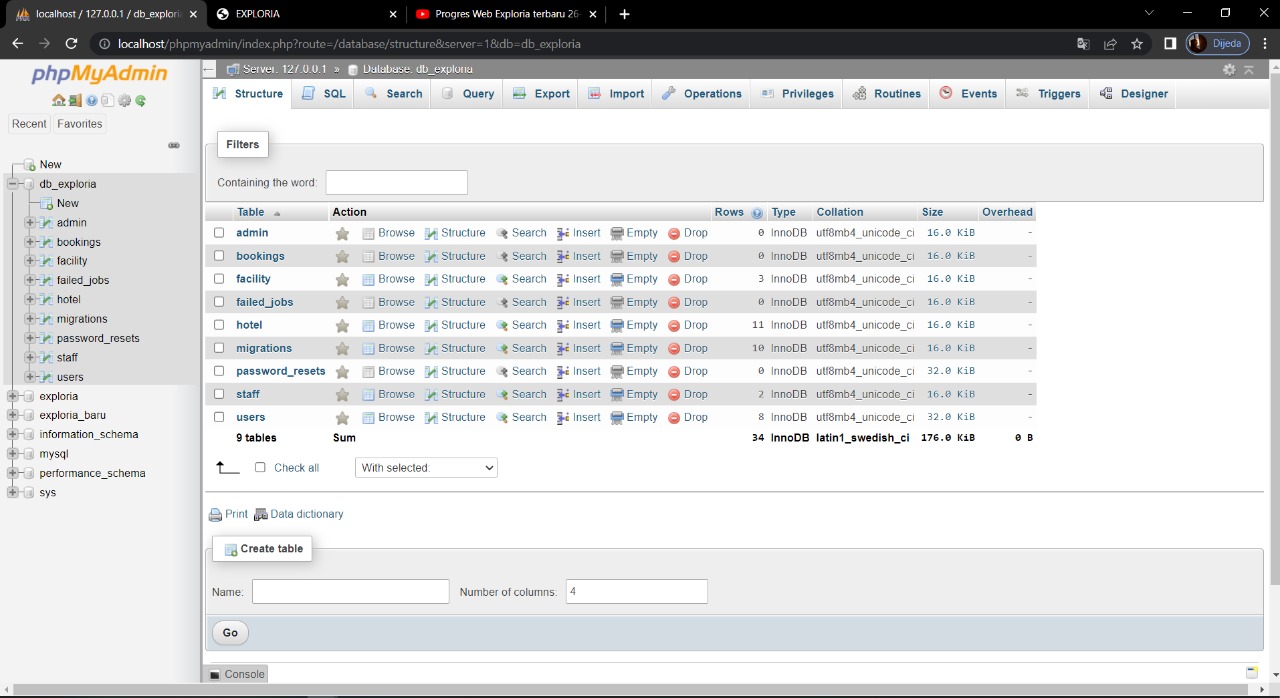 localhost / 127.0.0.1 / db_explori
EXPLORIA
Progres Web Exploria terbaru 26-
localhost/phpmyadmin/index.php?route=/database/structure&server=1&db=db_exploria
Dijeda
phpMyAdmin
Recent Favorites
New
db_exploria
New
admin
bookings
facility
failed_jobs
hotel
migrations
password_resets
staff
users
exploria
exploria_baru
information_schema
mysql
performance_schema
sys
Server: 127.0.0.1 » Database: db_exploria
Structure SQL Search Query Export Import Operations Privileges Routines Events Triggers Designer
Filters
Containing the word:
Table Action Rows Type Collation Size Overhead
admin Browse Structure Search Insert Empty Drop 0 InnoDB utf8mb4_unicode_ci 16.0 KiB -
bookings Browse Structure Search Insert Empty Drop 0 InnoDB utf8mb4_unicode_ci 16.0 KiB -
facility Browse Structure Search Insert Empty Drop 3 InnoDB utf8mb4_unicode_ci 16.0 KiB -
failed_jobs Browse Structure Search Insert Empty Drop 0 InnoDB utf8mb4_unicode_ci 16.0 KiB -
hotel Browse Structure Search Insert Empty Drop 11 InnoDB utf8mb4_unicode_ci 16.0 KiB -
migrations Browse Structure Search Insert Empty Drop 10 InnoDB utf8mb4_unicode_ci 16.0 KiB -
password_resets Browse Structure Search Insert Empty Drop 0 InnoDB utf8mb4_unicode_ci 32.0 KiB -
staff Browse Structure Search Insert Empty Drop 2 InnoDB utf8mb4_unicode_ci 16.0 KiB -
users Browse Structure Search Insert Empty Drop 8 InnoDB utf8mb4_unicode_ci 32.0 KiB -
9 tables Sum 34 InnoDB latin1_swedish_ci 176.0 KiB 0 B
Check all With selected:
Print Data dictionary
Create table
Name: Number of columns: 4
Go
Console